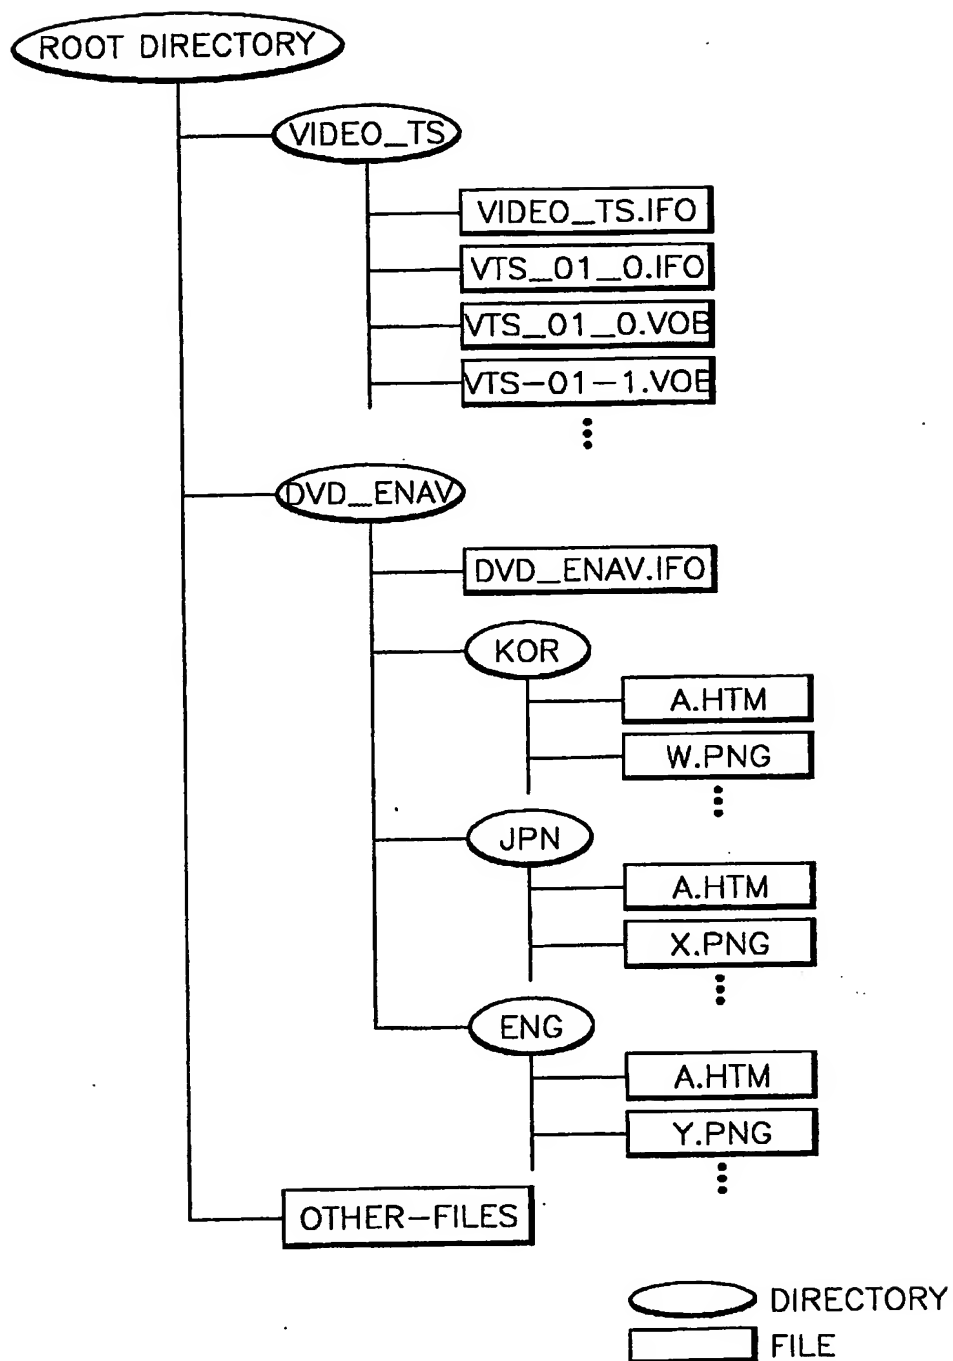 ROOT DIRECTORY
VIDEO_TS
VIDEO_TS.IFO
VTS_01_0.IFO
VTS_01_0.VOB
VTS-01-1.VOB
DVD_ENAV
DVD_ENAV.IFO
KOR
A.HTM
W.PNG
JPN
A.HTM
X.PNG
ENG
A.HTM
Y.PNG
OTHER-FILES
DIRECTORY
FILE